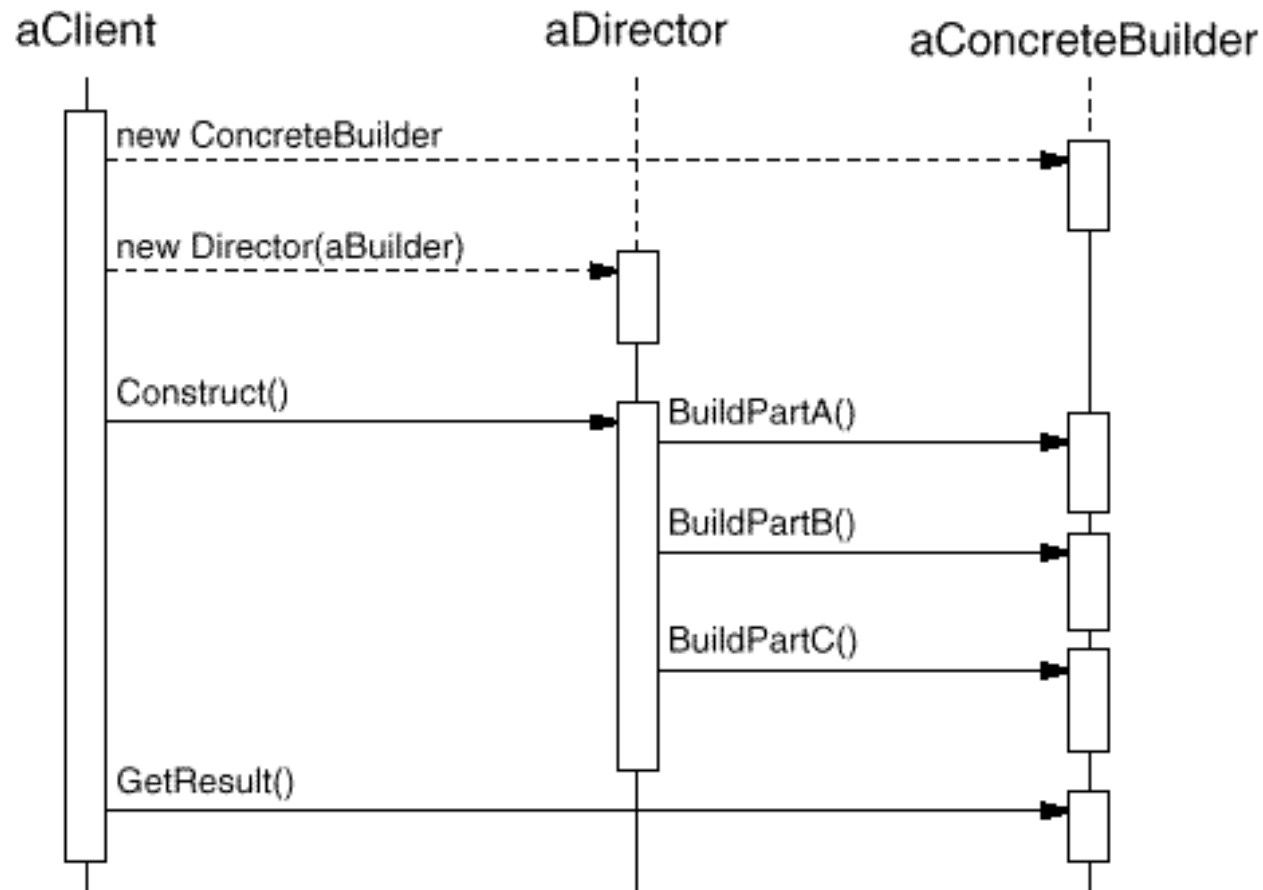 aClient
aDirector
aConcreteBuilder
new ConcreteBuilder
new Director(aBuilder)
Construct()
BuildPartA()
BuildPartB()
BuildPartC()
GetResult()